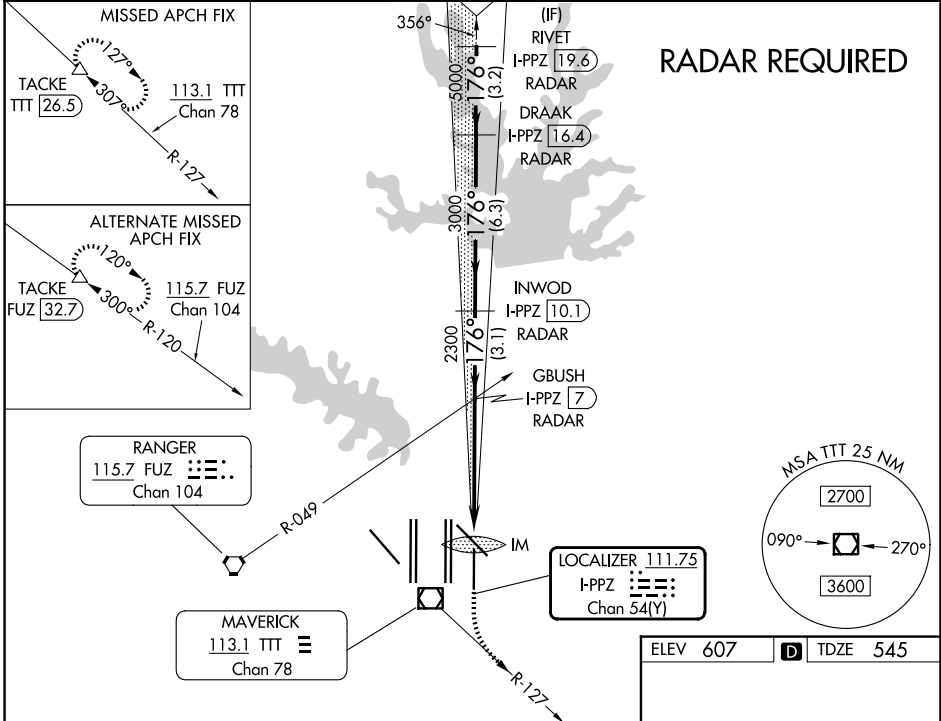 MISSED APCH FIX
127°
TACKE
TTT 26.5
307°
113.1 TTT
Chan 78
R-127
ALTERNATE MISSED
APCH FIX
120°
TACKE
FUZ 32.7
300°
115.7 FUZ
Chan 104
R-120
356°
(IF)
RIVET
I-PPZ 19.6
RADAR
RADAR REQUIRED
5000
176°
(3.2)
DRAAK
I-PPZ 16.4
RADAR
3000
176°
(6.3)
INWOD
I-PPZ 10.1
RADAR
2300
176°
(3.1)
GBUSH
I-PPZ 7
RADAR
RANGER
115.7 FUZ
Chan 104
R-049
IM
LOCALIZER 111.75
I-PPZ
Chan 54(Y)
MAVERICK
113.1 TTT
Chan 78
R-127
MSA TTT 25 NM
2700
090°
270°
3600
ELEV 607 D TDZE 545